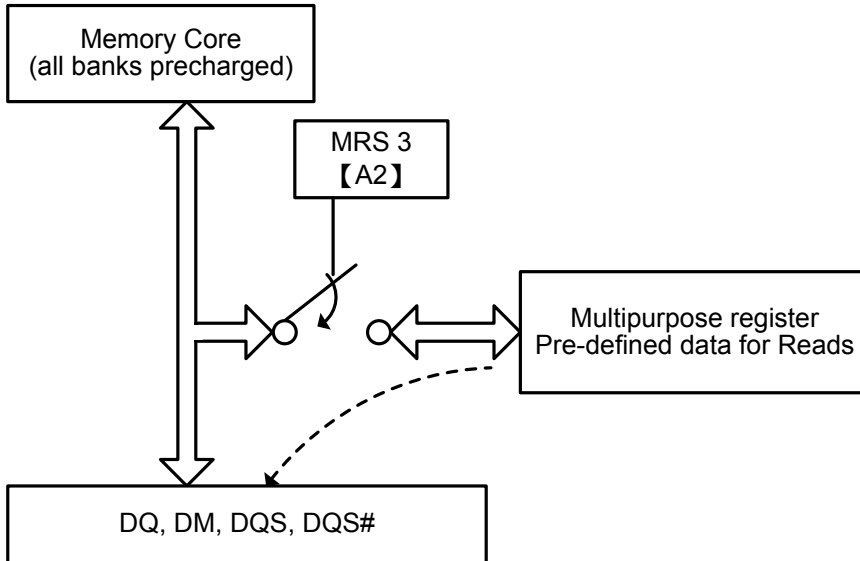 Memory Core
(all banks precharged)
MRS 3
【A2】
Multipurpose register
Pre-defined data for Reads
DQ, DM, DQS, DQS#